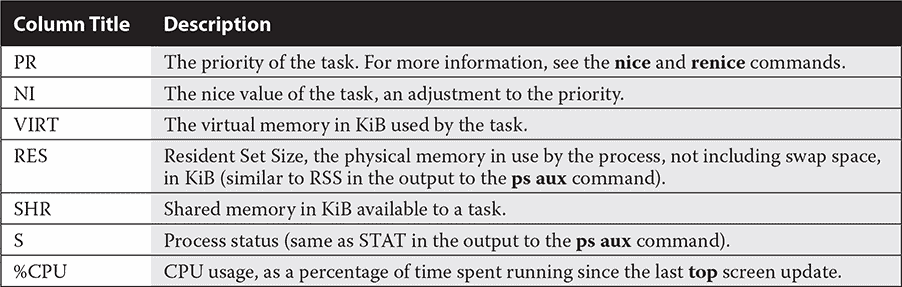 Column Title Description
PR The priority of the task. For more information, see the nice and renice commands.
NI The nice value of the task, an adjustment to the priority.
VIRT The virtual memory in KiB used by the task.
RES Resident Set Size, the physical memory in use by the process, not including swap space,
in KiB (similar to RSS in the output to the ps aux command).
SHR Shared memory in KiB available to a task.
S Process status (same as STAT in the output to the ps aux command).
%CPU CPU usage, as a percentage of time spent running since the last top screen update.